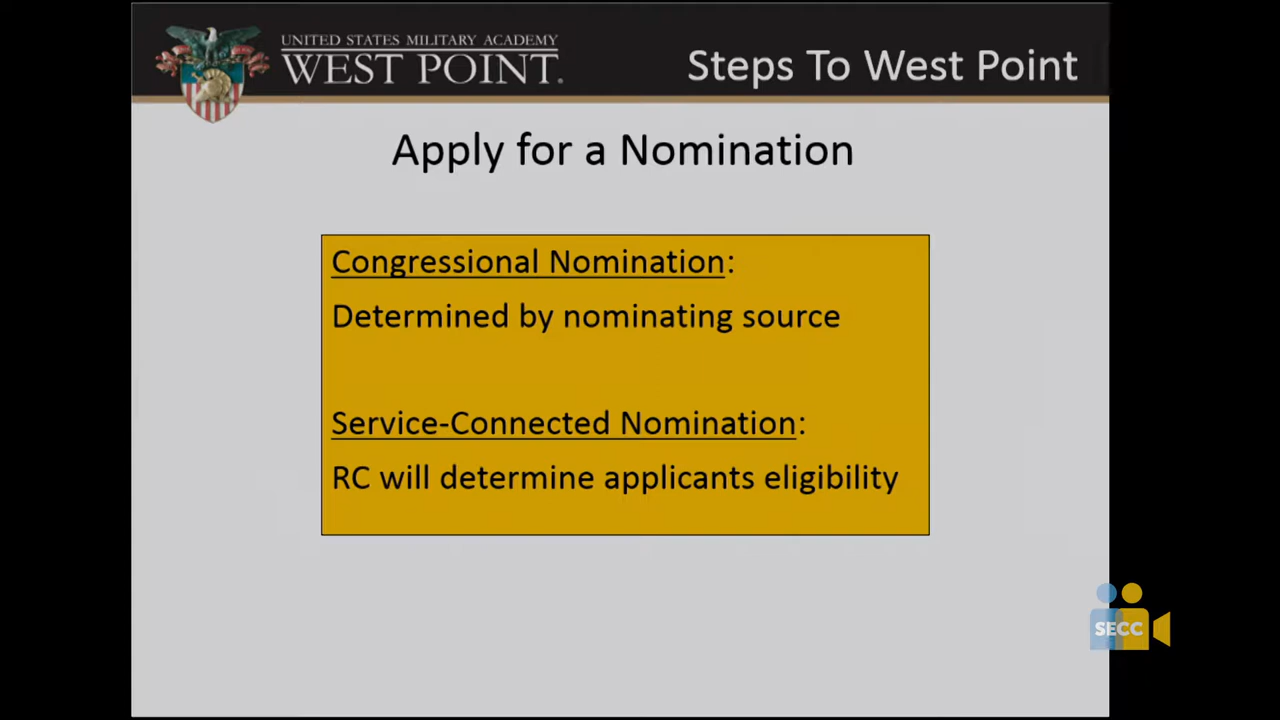 UNITED STATES MILITARY ACADEMY
WEST POINT.
Steps To West Point
Apply for a Nomination
Congressional Nomination:
Determined by nominating source
Service-Connected Nomination:
RC will determine applicants eligibility
SECC